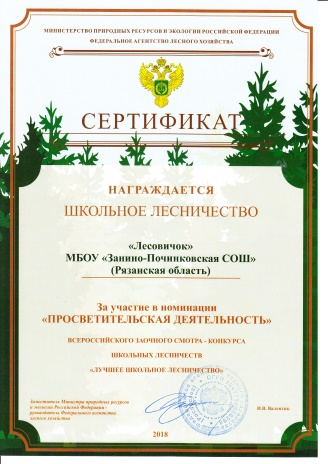 МИНИСТЕРСТВО ПРИРОДНЫХ РЕСУРСОВ И ЭКОЛОГИИ РОССИЙСКОЙ ФЕДЕРАЦИИ
ФЕДЕРАЛЬНОЕ АГЕНТСТВО ЛЕСНОГО ХОЗЯЙСТВА
СЕРТИФИКАТ
НАГРАЖДАЕТСЯ
ШКОЛЬНОЕ ЛЕСНИЧЕСТВО
«Лесовичок»
МБОУ «Занино-Починковская СОШ»
(Рязанская область)
За участие в номинации
«ПРОСВЕТИТЕЛЬСКАЯ ДЕЯТЕЛЬНОСТЬ»
ВСЕРОССИЙСКОГО ЗАОЧНОГО СМОТРА - КОНКУРСА
ШКОЛЬНЫХ ЛЕСНИЧЕСТВ
«ЛУЧШЕЕ ШКОЛЬНОЕ ЛЕСНИЧЕСТВО»
Заместитель Министра природных ресурсов
и экологии Российской Федерации -
руководитель Федерального агентства
лесного хозяйства
И.В. Валентик
2018